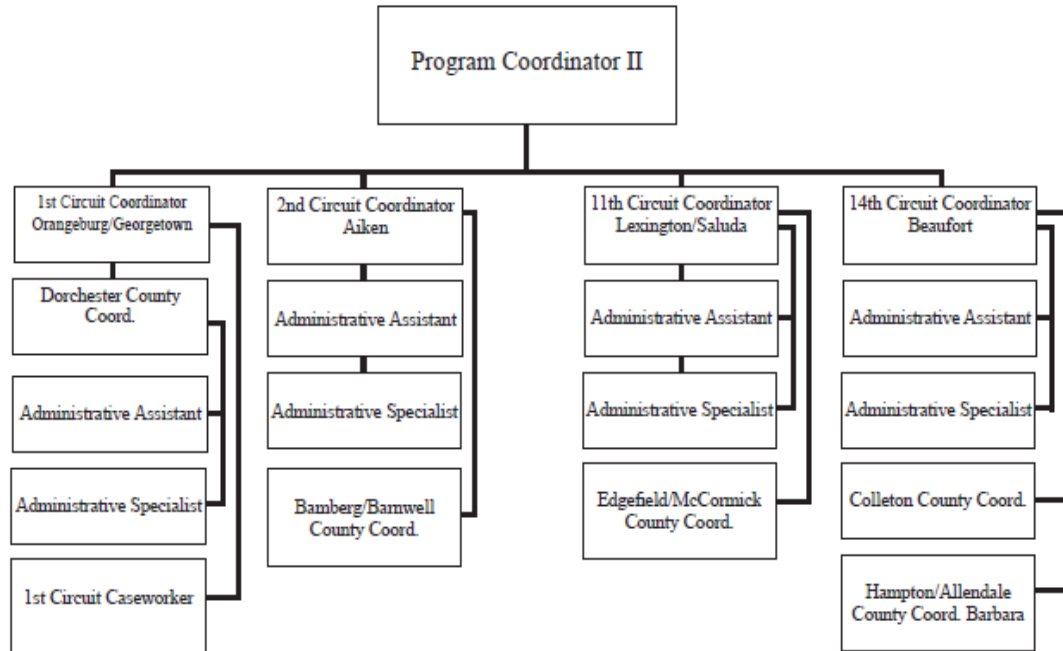 Program Coordinator II
1st Circuit Coordinator
Orangeburg/Georgetown
Dorchester County
Coord.
Administrative Assistant
Administrative Specialist
1st Circuit Caseworker
2nd Circuit Coordinator
Aiken
Administrative Assistant
Administrative Specialist
Bamberg/Barnwell
County Coord.
11th Circuit Coordinator
Lexington/Saluda
Administrative Assistant
Administrative Specialist
Edgefield/McCormick
County Coord.
14th Circuit Coordinator
Beaufort
Administrative Assistant
Administrative Specialist
Colleton County Coord.
Hampton/Allendale
County Coord. Barbara